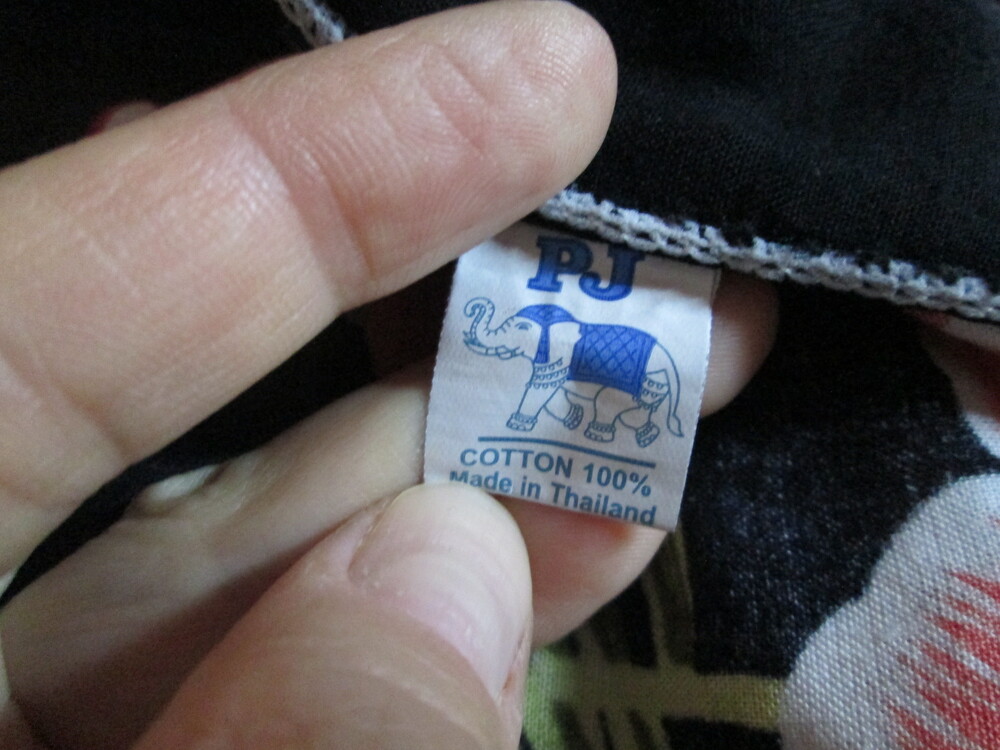 PJ
COTTON 100%
Made in Thailand